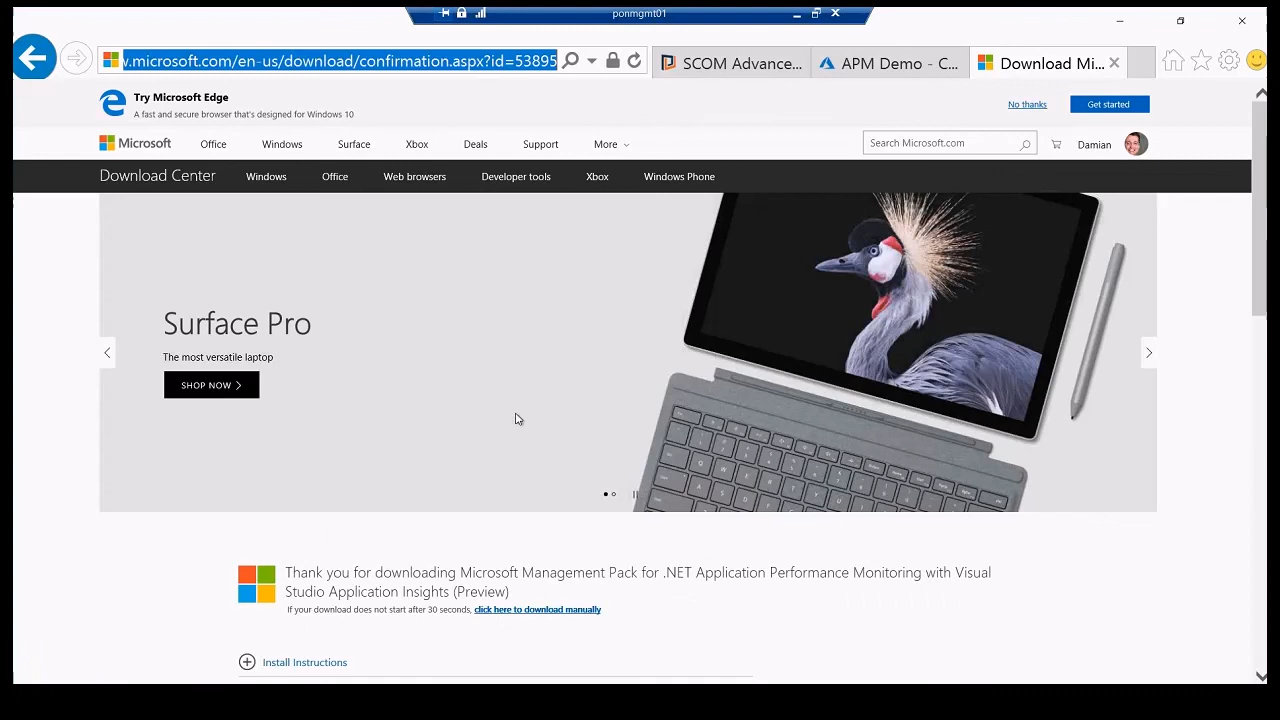 ponmgmt01
w.microsoft.com/en-us/download/confirmation.aspx?id=53895
SCOM Advance...
APM Demo - C...
Download Mi...
Try Microsoft Edge
A fast and secure browser that's designed for Windows 10
No thanks
Get started
Microsoft
Office
Windows
Surface
Xbox
Deals
Support
More
Search Microsoft.com
Damian
Download Center
Windows
Office
Web browsers
Developer tools
Xbox
Windows Phone
Surface Pro
The most versatile laptop
SHOP NOW
Thank you for downloading Microsoft Management Pack for .NET Application Performance Monitoring with Visual
Studio Application Insights (Preview)
If your download does not start after 30 seconds, click here to download manually
Install Instructions